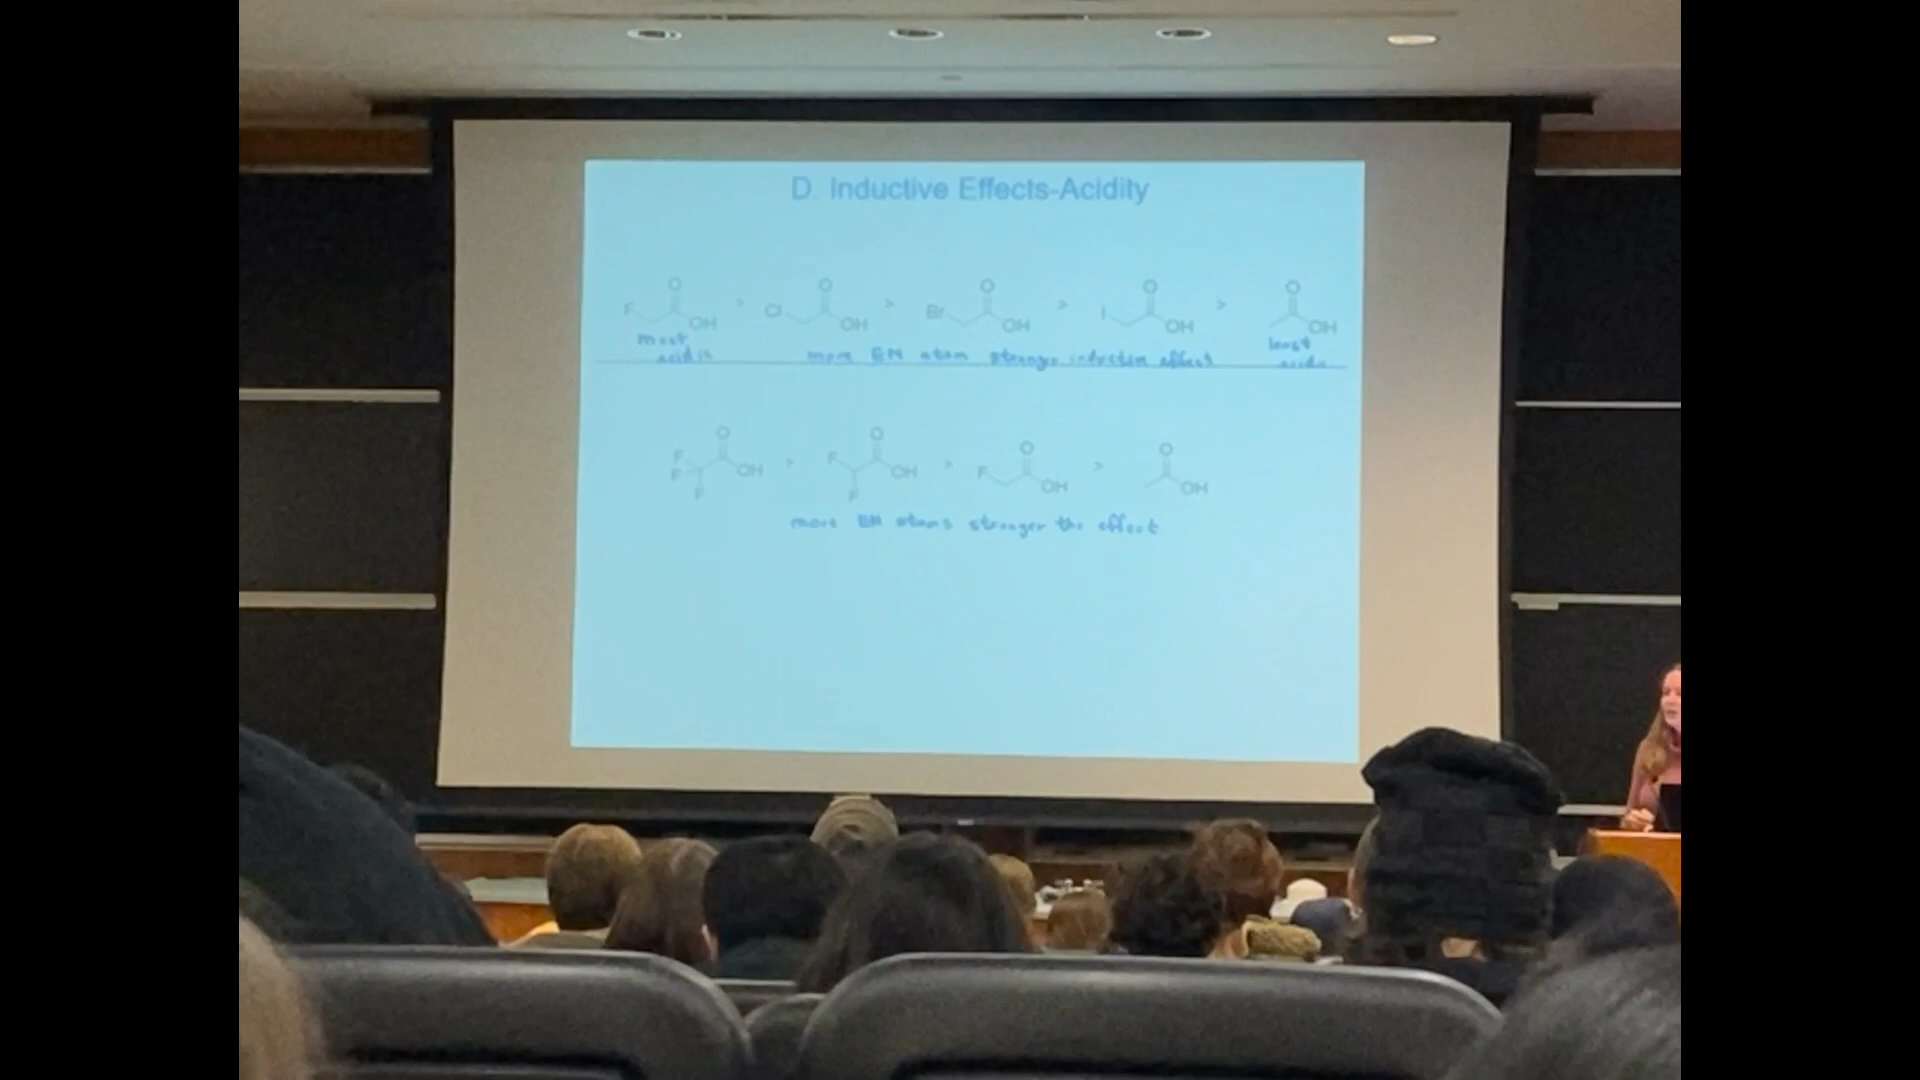 D. Inductive Effects-Acidity
F O OH > Cl O OH > Br O OH > I O OH > O OH
most acidic more EN atom stronger inductive effect least acidic
F F F O OH > F F O OH > F O OH > O OH
more EN atoms stronger the effect